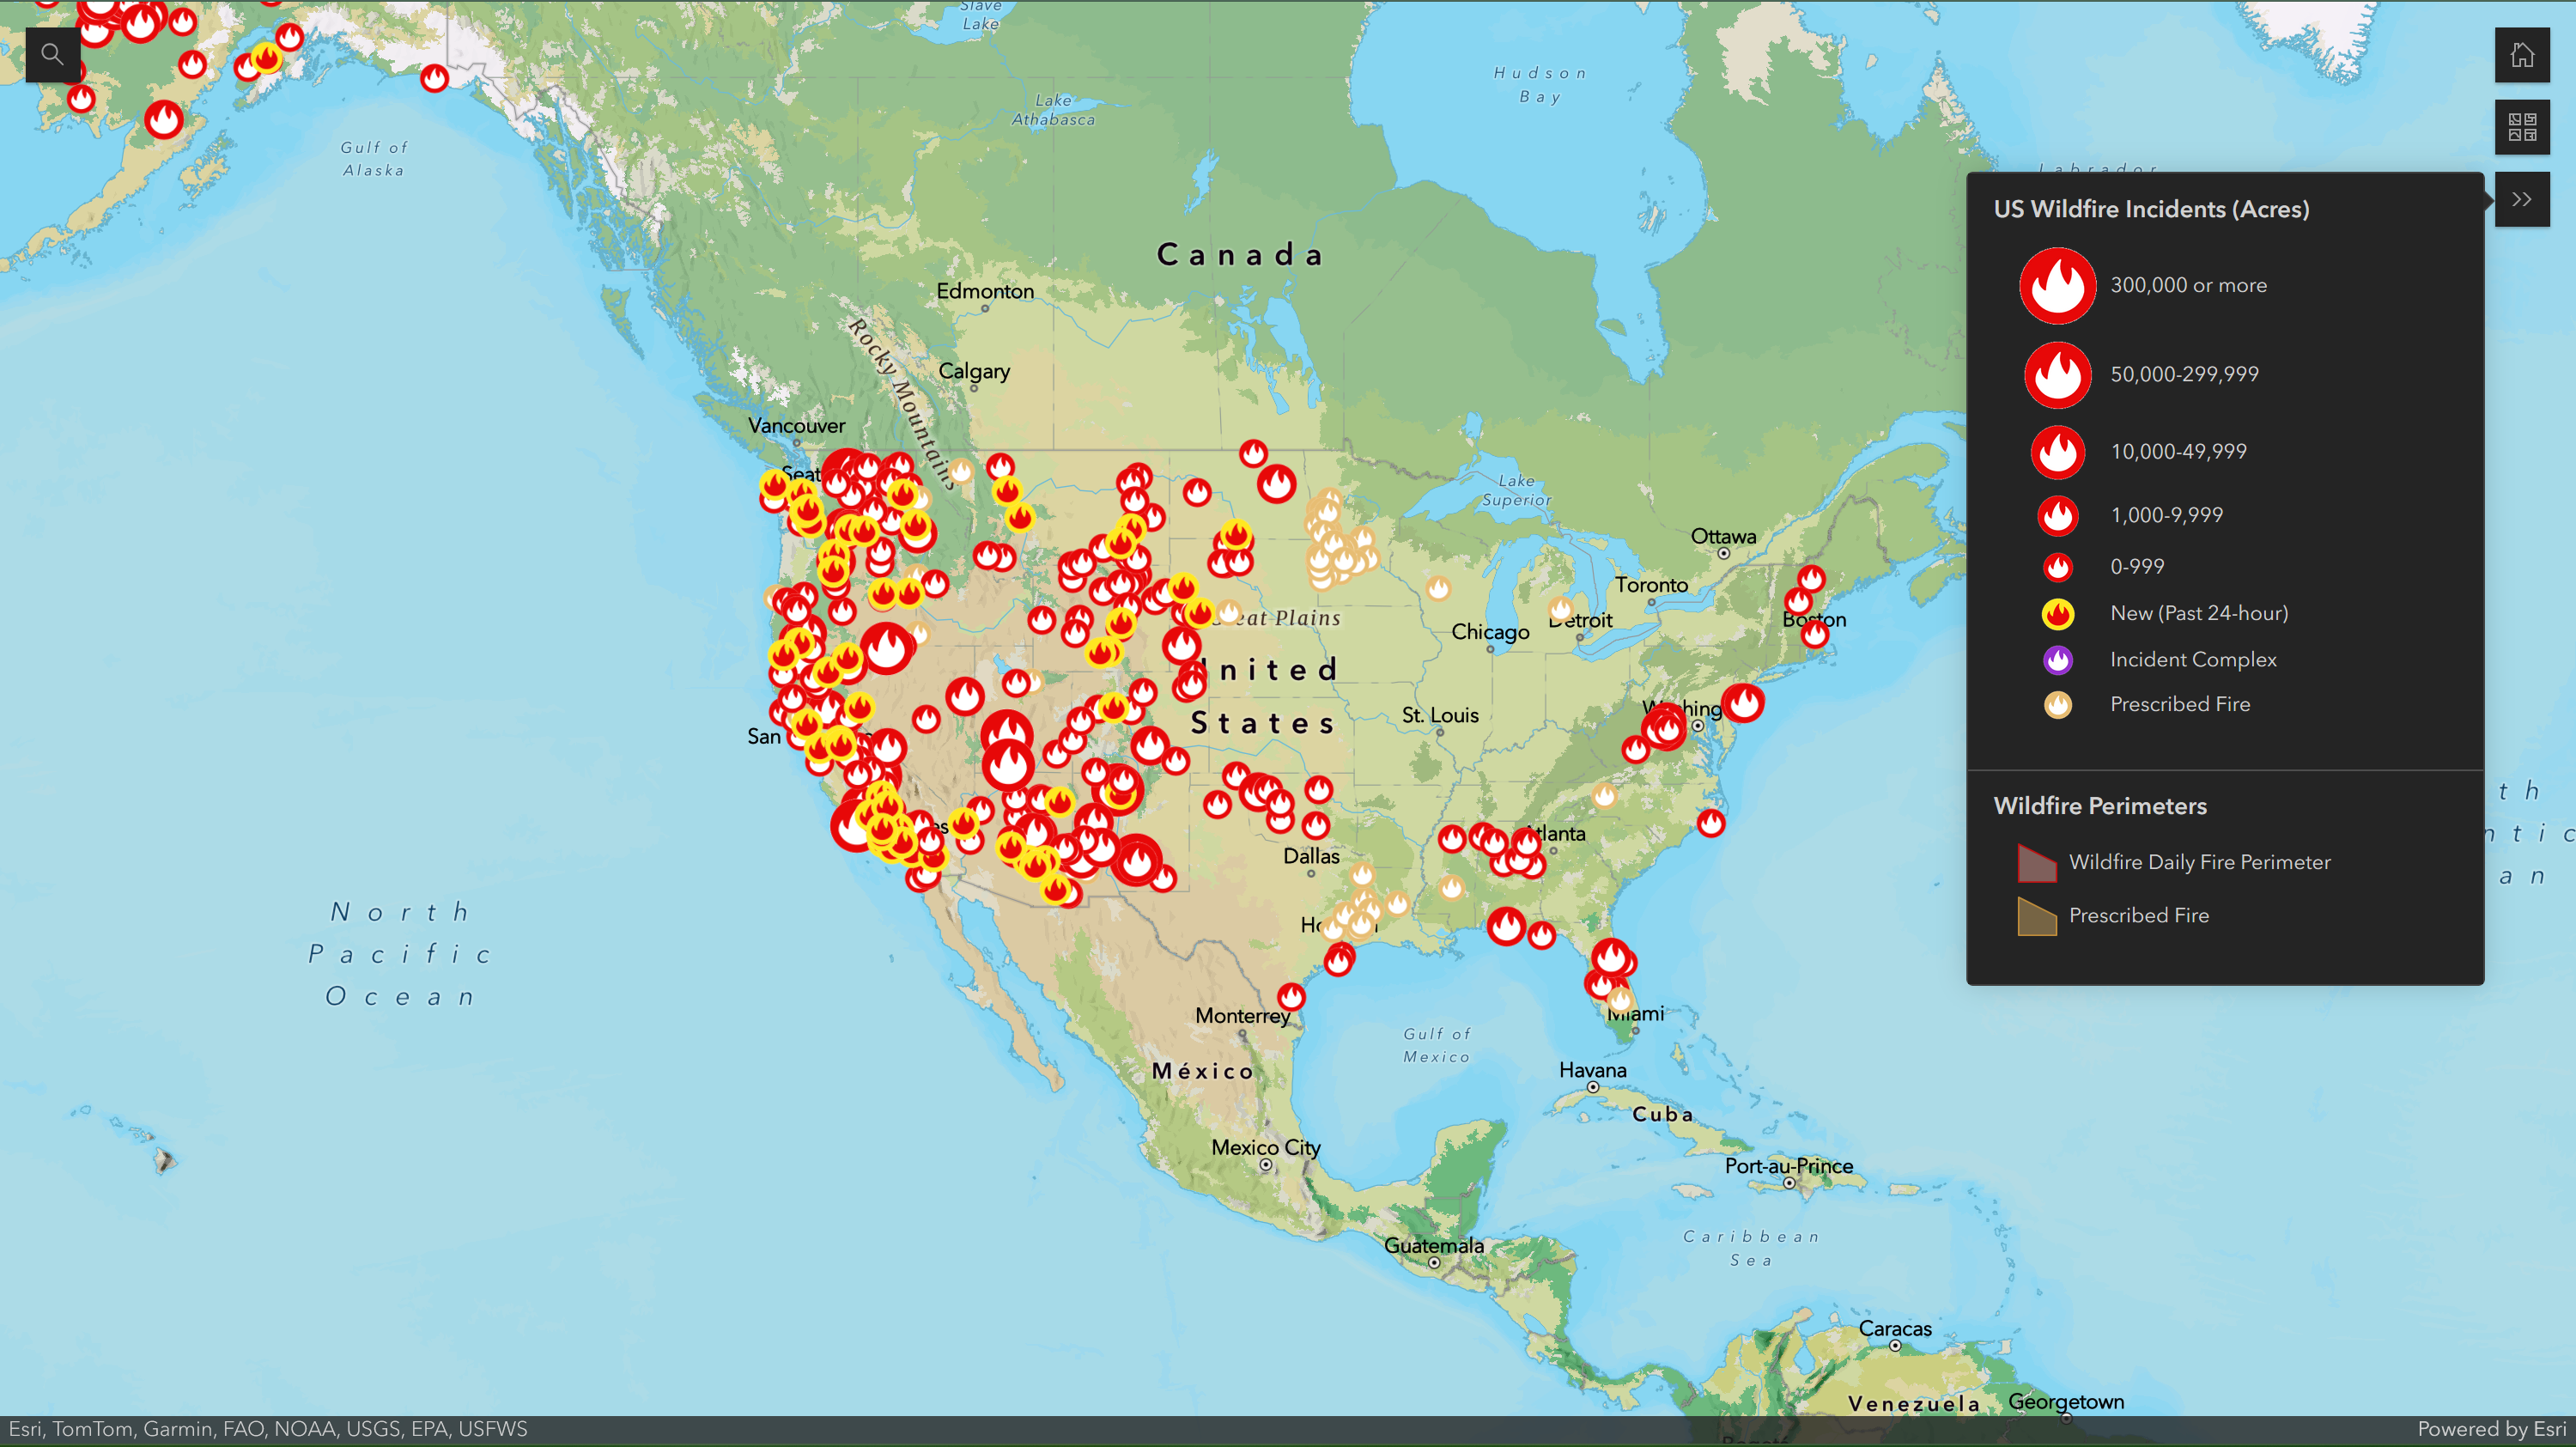 Slave
Lake
Hudson
Bay
Lake
Athabasca
Gulf of
Alaska
Labrador
Canada
Edmonton
Rocky Mountains
Calgary
Vancouver
Seat
Lake
Superior
Ottawa
Toronto
Great Plains
Chicago
Detroit
Boston
United
States
St. Louis
Washing
San
Atlanta
Dallas
North
Pacific
Ocean
Miami
Monterrey
Gulf of
Mexico
México
Havana
Cuba
Mexico City
Port-au-Prince
Caribbean
Sea
Guatemala
Caracas
Venezuela
Georgetown
US Wildfire Incidents (Acres)
300,000 or more
50,000-299,999
10,000-49,999
1,000-9,999
0-999
New (Past 24-hour)
Incident Complex
Prescribed Fire
Wildfire Perimeters
Wildfire Daily Fire Perimeter
Prescribed Fire
th
ntic
an
Esri, TomTom, Garmin, FAO, NOAA, USGS, EPA, USFWS
Powered by Esri